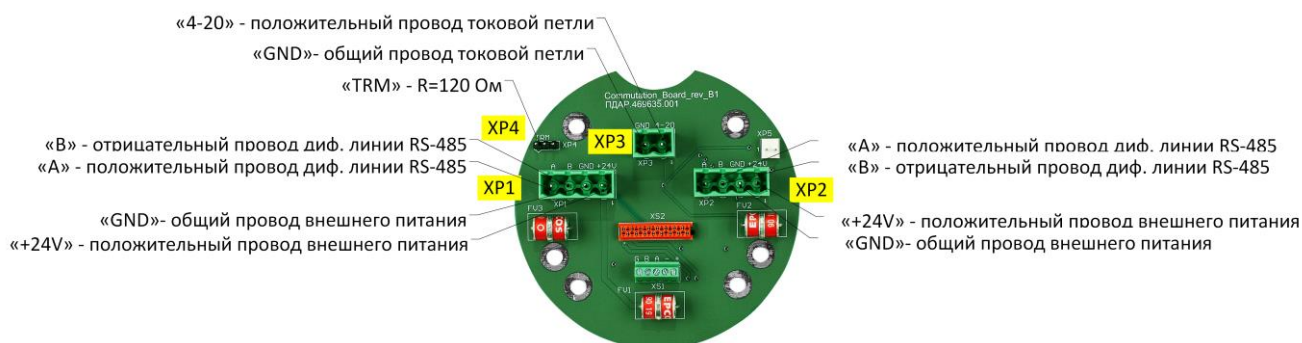 «4-20» - положительный провод токовой петли
«GND»- общий провод токовой петли
«TRM» - R=120 Ом
«B» - отрицательный провод диф. линии RS-485
«A» - положительный провод диф. линии RS-485
«GND»- общий провод внешнего питания
«+24V» - положительный провод внешнего питания
XP4
XP3
XP1
XP2
Commutation_Board_rev_B1
ПДАР.469635.001
TRM
XP4
GND 4-20
XP3
XP5
A B GND +24V
XP1
A B GND +24V
XP2
FV3
FV2
XS2
G B A - +
XS1
FV1
«A» - положительный провод диф. линии RS-485
«B» - отрицательный провод диф. линии RS-485
«+24V» - положительный провод внешнего питания
«GND»- общий провод внешнего питания